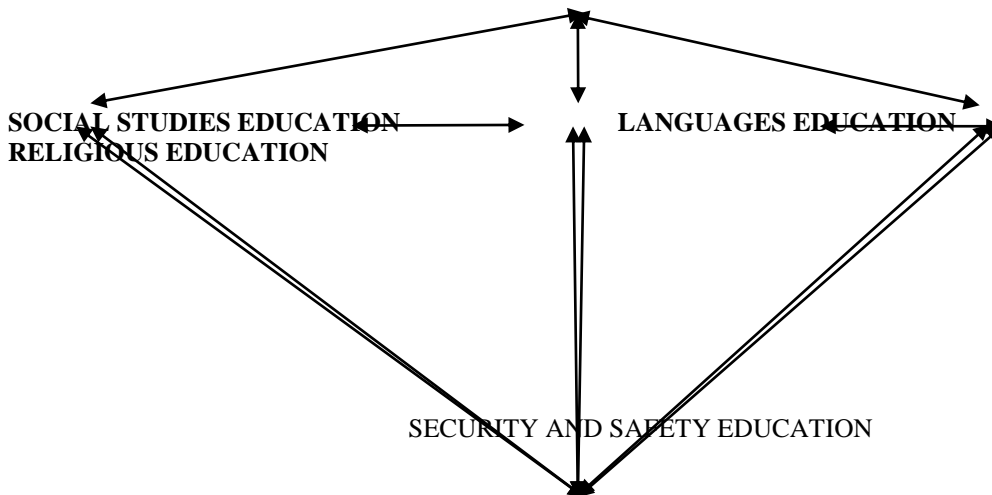 SOCIAL STUDIES EDUCATION LANGUAGES EDUCATION
RELIGIOUS EDUCATION
SECURITY AND SAFETY EDUCATION